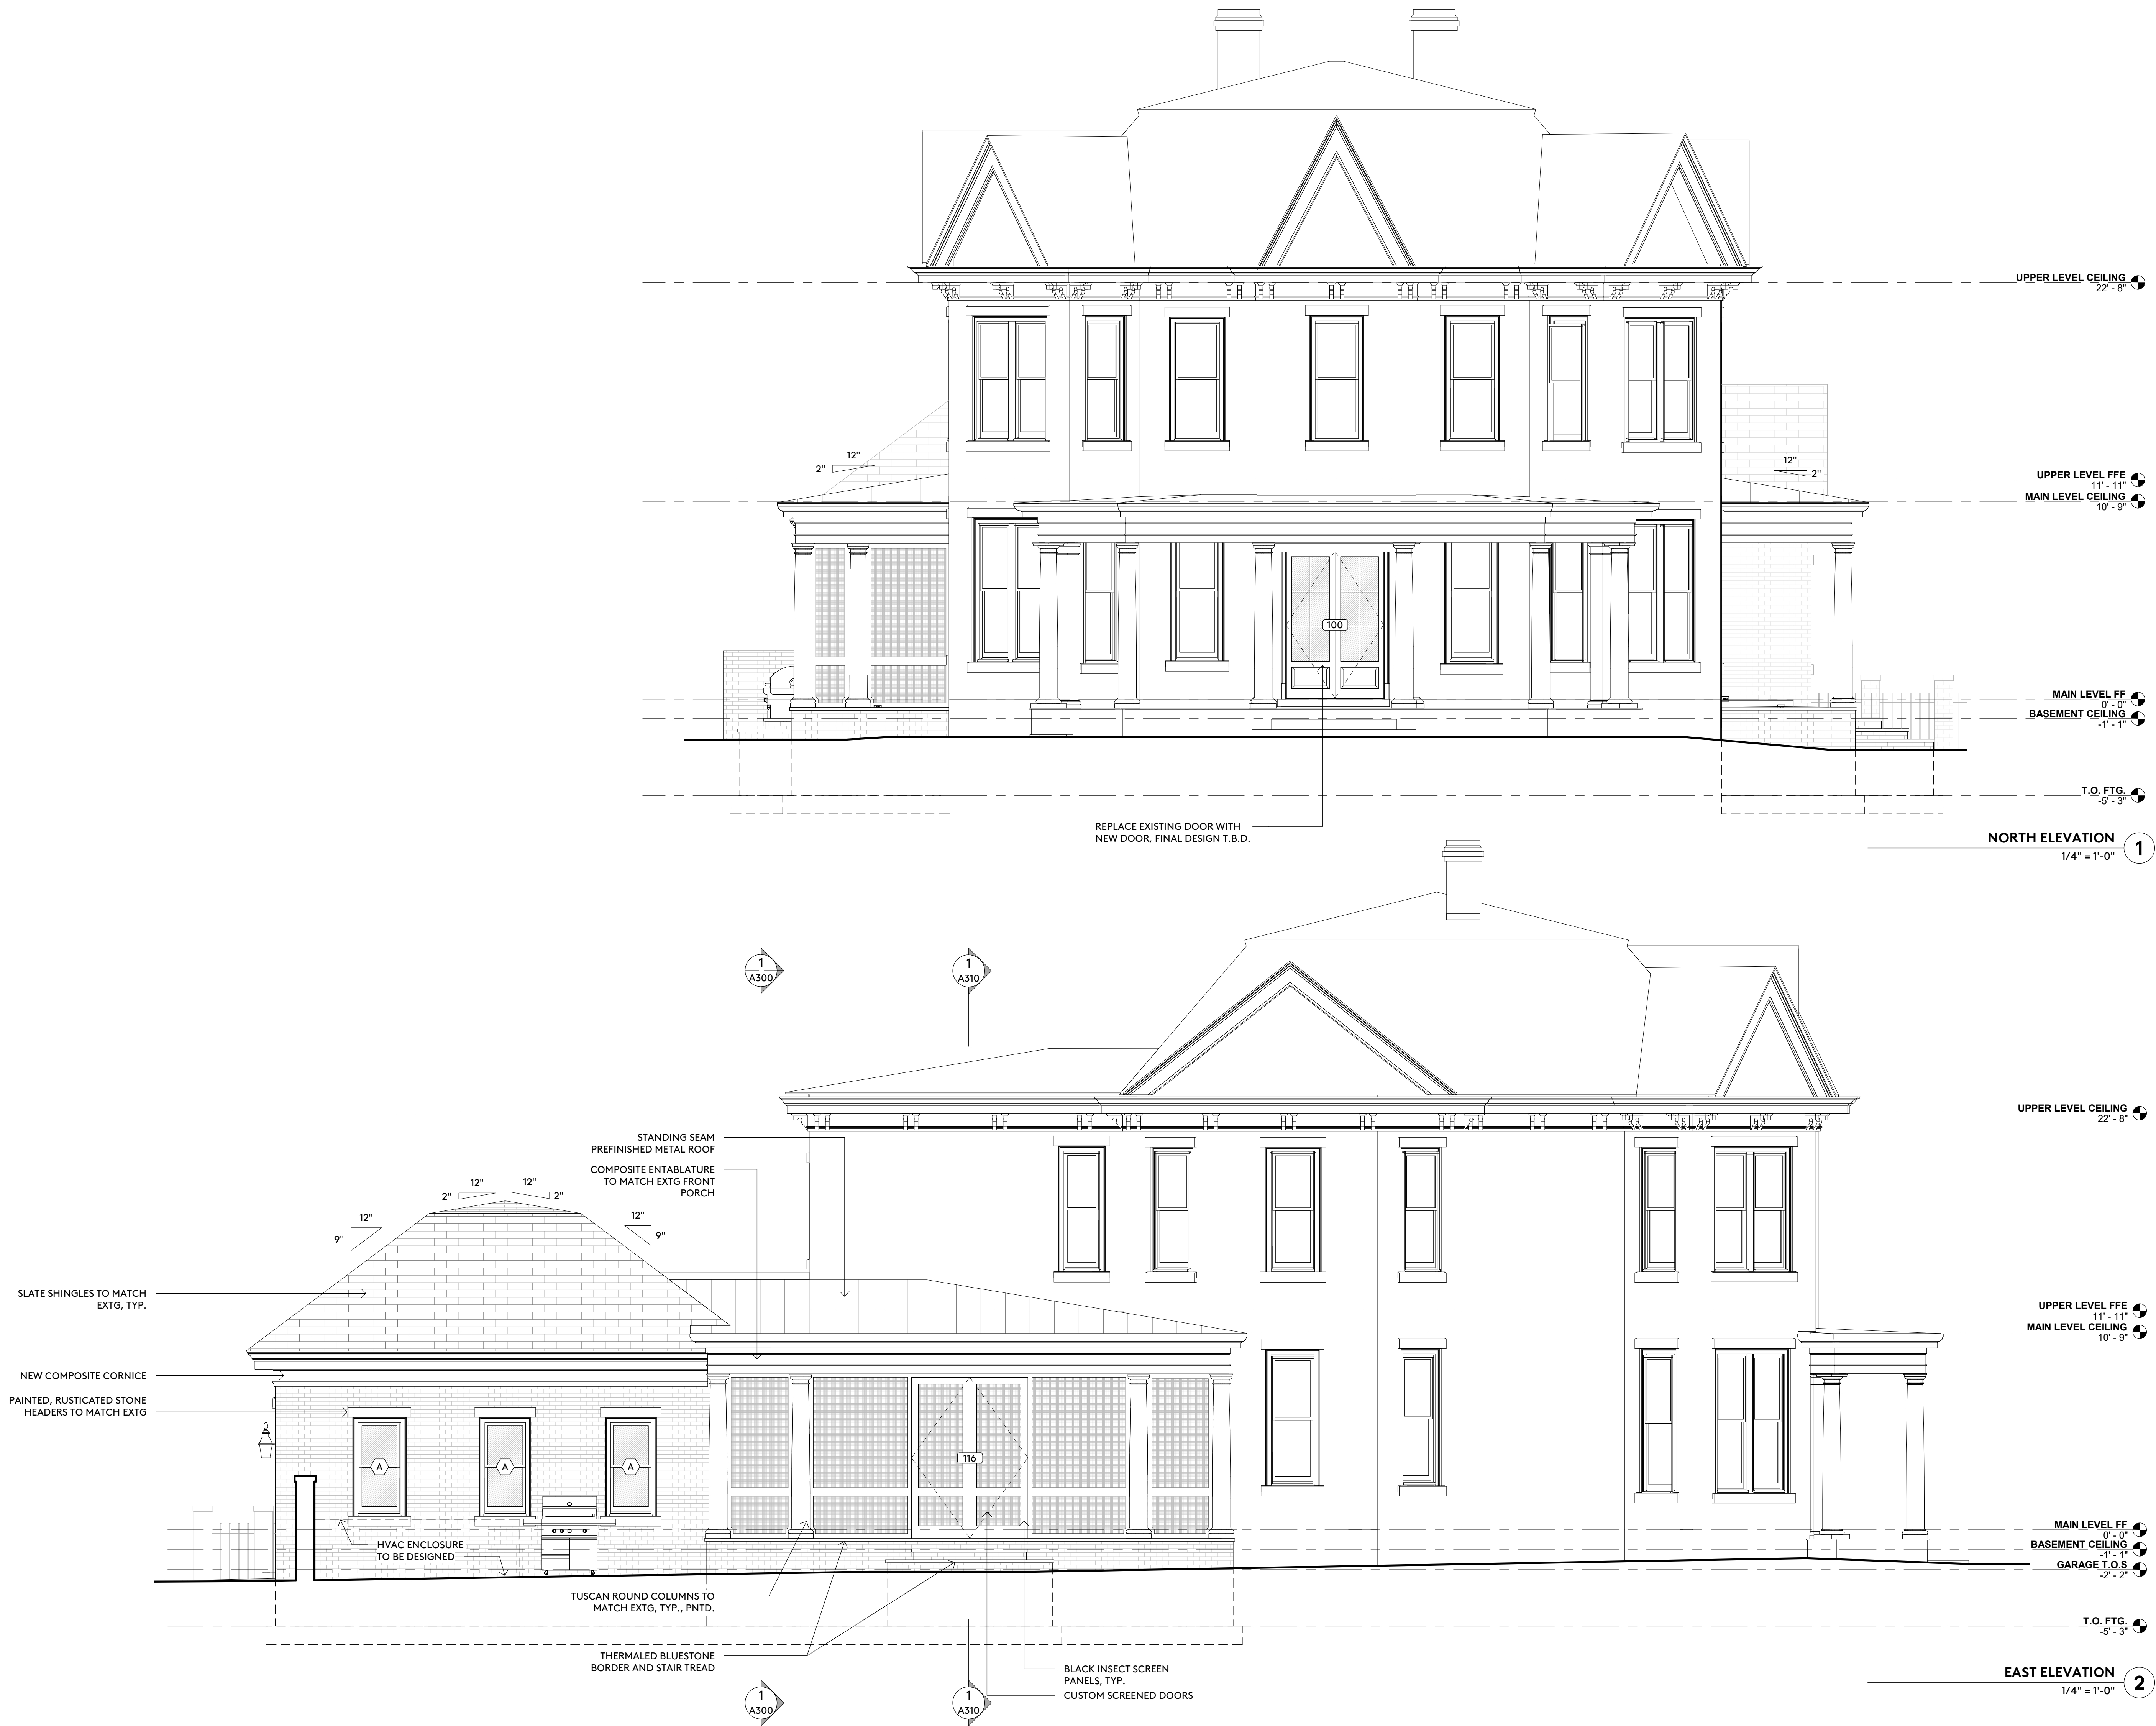 UPPER LEVEL CEILING
22' - 8"
12"
2"
12"
2"
UPPER LEVEL FFE
11' - 11"
MAIN LEVEL CEILING
10' - 9"
100
MAIN LEVEL FF
0' - 0"
BASEMENT CEILING
-1' - 1"
T.O. FTG.
-5' - 3"
REPLACE EXISTING DOOR WITH
NEW DOOR, FINAL DESIGN T.B.D.
NORTH ELEVATION
1
1/4" = 1'-0"
1
A300
1
A310
UPPER LEVEL CEILING
22' - 8"
STANDING SEAM
PREFINISHED METAL ROOF
COMPOSITE ENTABLATURE
TO MATCH EXTG FRONT
PORCH
12"
2"
12"
2"
12"
9"
12"
9"
SLATE SHINGLES TO MATCH
EXTG, TYP.
UPPER LEVEL FFE
11' - 11"
MAIN LEVEL CEILING
10' - 9"
NEW COMPOSITE CORNICE
PAINTED, RUSTICATED STONE
HEADERS TO MATCH EXTG
A
A
A
116
MAIN LEVEL FF
0' - 0"
BASEMENT CEILING
-1' - 1"
GARAGE T.O.S
-2' - 2"
HVAC ENCLOSURE
TO BE DESIGNED
TUSCAN ROUND COLUMNS TO
MATCH EXTG, TYP., PNTD.
T.O. FTG.
-5' - 3"
THERMALED BLUESTONE
BORDER AND STAIR TREAD
BLACK INSECT SCREEN
PANELS, TYP.
CUSTOM SCREENED DOORS
1
A300
1
A310
EAST ELEVATION
2
1/4" = 1'-0"